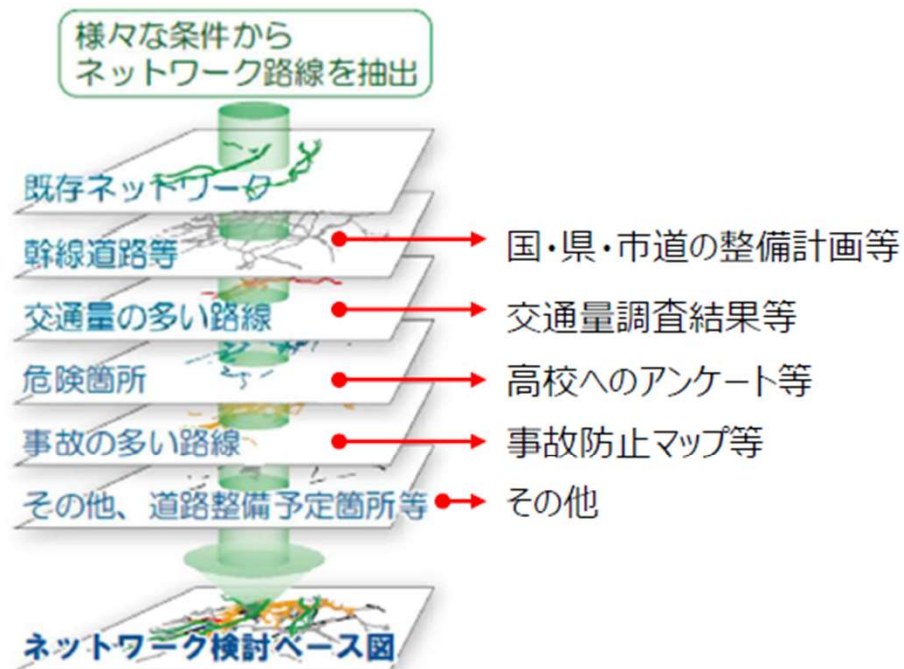 様々な条件から
ネットワーク路線を抽出
既存ネットワーク
幹線道路等
国・県・市道の整備計画等
交通量の多い路線
交通量調査結果等
危険箇所
高校へのアンケート等
事故の多い路線
事故防止マップ等
その他、道路整備予定箇所等
その他
ネットワーク検討ベース図